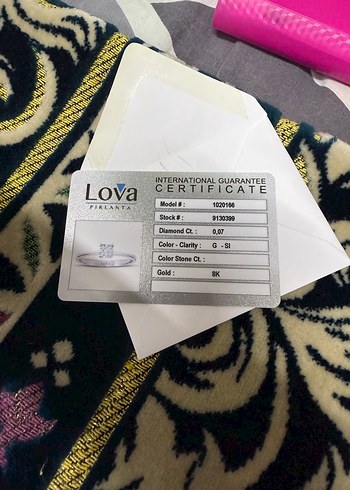 Lova
PIRLANTA
INTERNATIONAL GUARANTEE
CERTIFICATE
Model # : 1020166
Stock # : 9130399
Diamond Ct. : 0,07
Color - Clarity : G - SI
Color Stone Ct. :
Gold : 8K